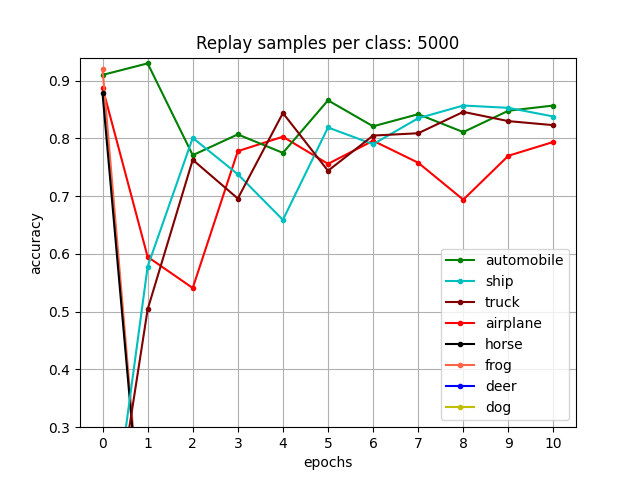 Replay samples per class: 5000
accuracy
0.9
0.8
0.7
0.6
0.5
0.4
0.3
automobile
ship
truck
airplane
horse
frog
deer
dog
0 1 2 3 4 5 6 7 8 9 10
epochs